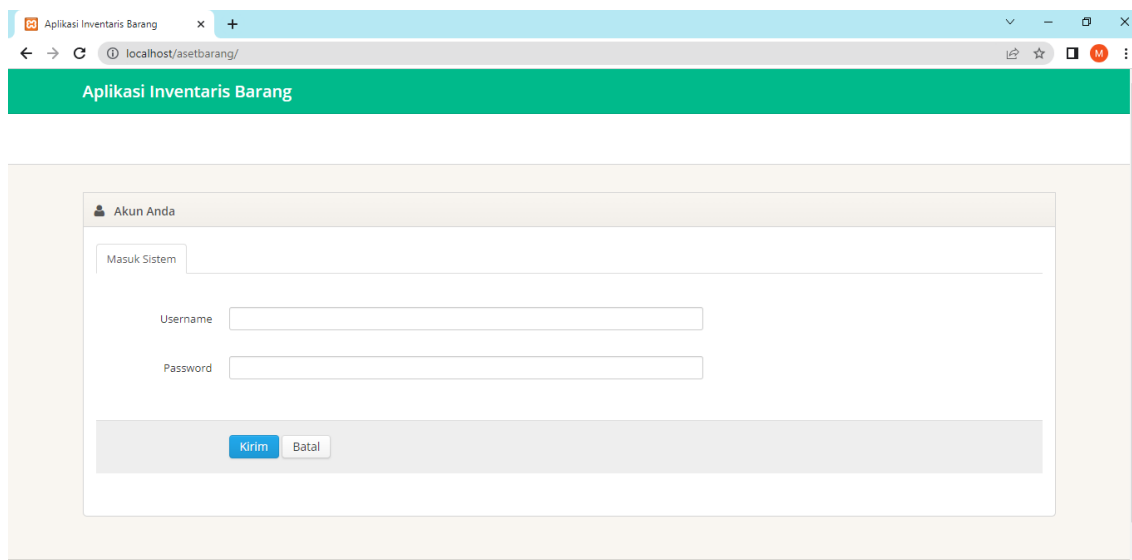 Aplikasi Inventaris Barang
localhost/asetbarang/
M
Aplikasi Inventaris Barang
Akun Anda
Masuk Sistem
Username
Password
Kirim Batal